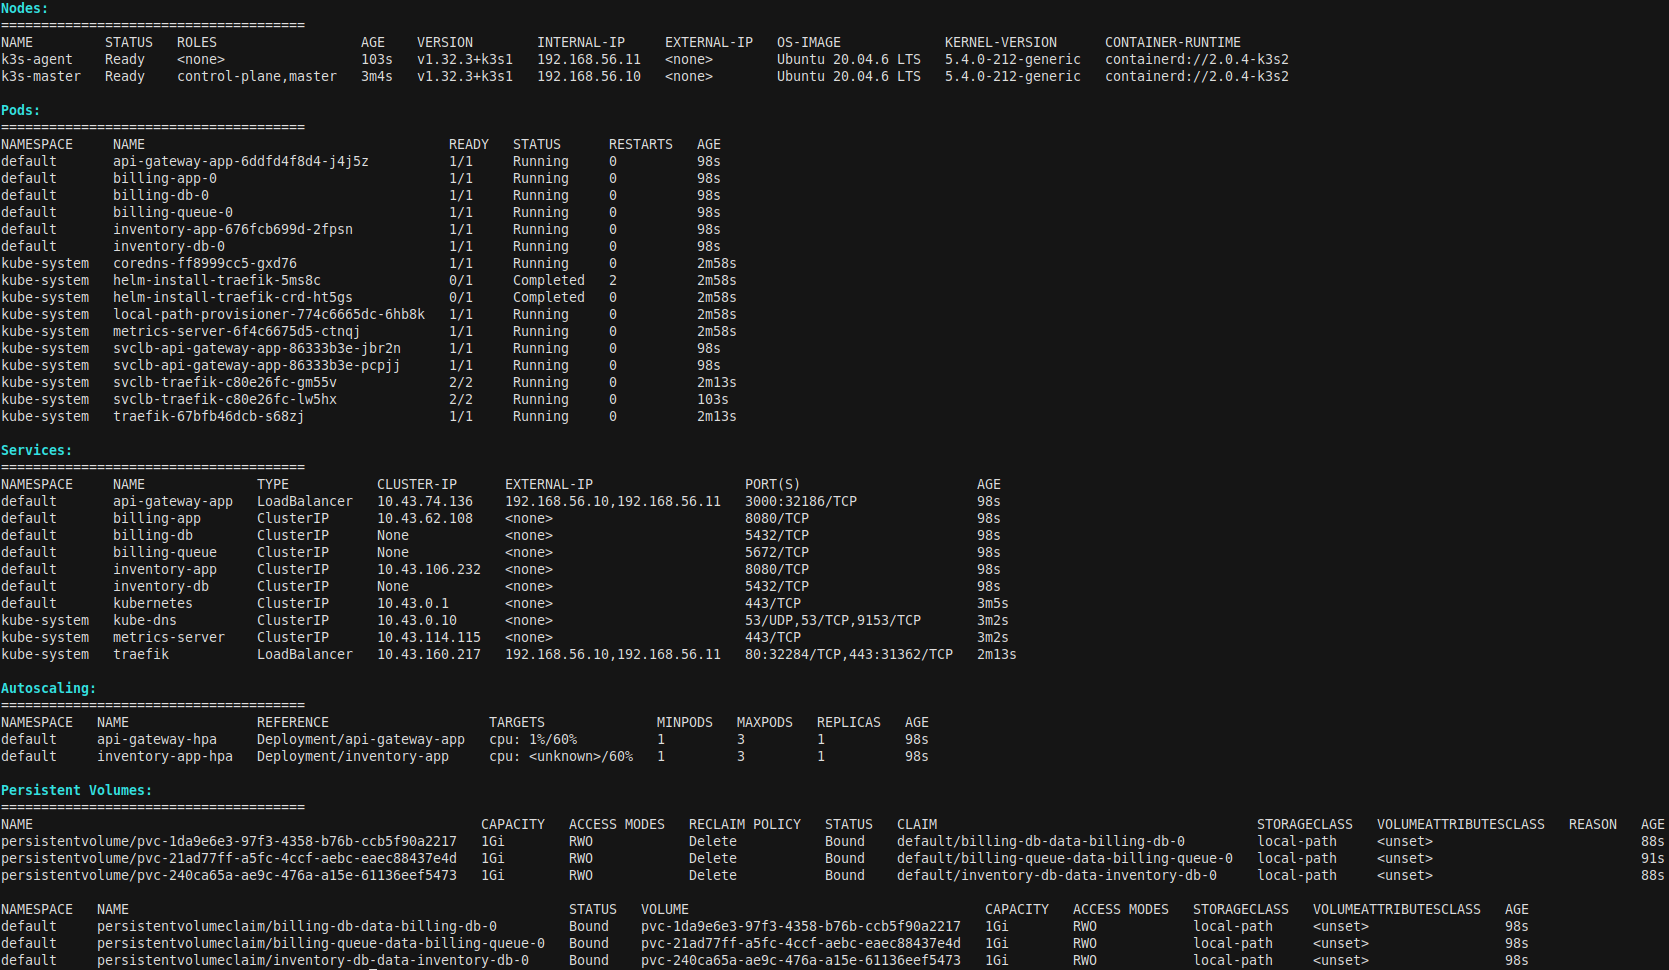 Nodes:
======================================
NAME         STATUS   ROLES                  AGE    VERSION        INTERNAL-IP     EXTERNAL-IP   OS-IMAGE             KERNEL-VERSION      CONTAINER-RUNTIME
k3s-agent    Ready    <none>                 103s   v1.32.3+k3s1   192.168.56.11   <none>        Ubuntu 20.04.6 LTS   5.4.0-212-generic   containerd://2.0.4-k3s2
k3s-master   Ready    control-plane,master   3m4s   v1.32.3+k3s1   192.168.56.10   <none>        Ubuntu 20.04.6 LTS   5.4.0-212-generic   containerd://2.0.4-k3s2
Pods:
======================================
NAMESPACE     NAME                                      READY   STATUS      RESTARTS   AGE
default       api-gateway-app-6ddfd4f8d4-j4j5z          1/1     Running     0          98s
default       billing-app-0                             1/1     Running     0          98s
default       billing-db-0                              1/1     Running     0          98s
default       billing-queue-0                           1/1     Running     0          98s
default       inventory-app-676fcb699d-2fpsn            1/1     Running     0          98s
default       inventory-db-0                            1/1     Running     0          98s
kube-system   coredns-ff8999cc5-gxd76                   1/1     Running     0          2m58s
kube-system   helm-install-traefik-5ms8c                0/1     Completed   2          2m58s
kube-system   helm-install-traefik-crd-ht5gs            0/1     Completed   0          2m58s
kube-system   local-path-provisioner-774c6665dc-6hb8k   1/1     Running     0          2m58s
kube-system   metrics-server-6f4c6675d5-ctnqj           1/1     Running     0          2m58s
kube-system   svclb-api-gateway-app-86333b3e-jbr2n      1/1     Running     0          98s
kube-system   svclb-api-gateway-app-86333b3e-pcpjj      1/1     Running     0          98s
kube-system   svclb-traefik-c80e26fc-gm55v              2/2     Running     0          2m13s
kube-system   svclb-traefik-c80e26fc-lw5hx              2/2     Running     0          103s
kube-system   traefik-67bfb46dcb-s68zj                  1/1     Running     0          2m13s
Services:
======================================
NAMESPACE     NAME              TYPE           CLUSTER-IP      EXTERNAL-IP                   PORT(S)                      AGE
default       api-gateway-app   LoadBalancer   10.43.74.136    192.168.56.10,192.168.56.11   3000:32186/TCP               98s
default       billing-app       ClusterIP      10.43.62.108    <none>                        8080/TCP                     98s
default       billing-db        ClusterIP      None            <none>                        5432/TCP                     98s
default       billing-queue     ClusterIP      None            <none>                        5672/TCP                     98s
default       inventory-app     ClusterIP      10.43.106.232   <none>                        8080/TCP                     98s
default       inventory-db      ClusterIP      None            <none>                        5432/TCP                     98s
default       kubernetes        ClusterIP      10.43.0.1       <none>                        443/TCP                      3m5s
kube-system   kube-dns          ClusterIP      10.43.0.10      <none>                        53/UDP,53/TCP,9153/TCP       3m2s
kube-system   metrics-server    ClusterIP      10.43.114.115   <none>                        443/TCP                      3m2s
kube-system   traefik           LoadBalancer   10.43.160.217   192.168.56.10,192.168.56.11   80:32284/TCP,443:31362/TCP   2m13s
Autoscaling:
======================================
NAMESPACE   NAME                REFERENCE                    TARGETS              MINPODS   MAXPODS   REPLICAS   AGE
default     api-gateway-hpa     Deployment/api-gateway-app   cpu: 1%/60%          1         3         1          98s
default     inventory-app-hpa   Deployment/inventory-app     cpu: <unknown>/60%   1         3         1          98s
Persistent Volumes:
======================================
NAME                                                        CAPACITY   ACCESS MODES   RECLAIM POLICY   STATUS   CLAIM                                        STORAGECLASS   VOLUMEATTRIBUTESCLASS   REASON   AGE
persistentvolume/pvc-1da9e6e3-97f3-4358-b76b-ccb5f90a2217   1Gi        RWO            Delete           Bound    default/billing-db-data-billing-db-0         local-path     <unset>                          88s
persistentvolume/pvc-21ad77ff-a5fc-4ccf-aebc-eaec88437e4d   1Gi        RWO            Delete           Bound    default/billing-queue-data-billing-queue-0   local-path     <unset>                          91s
persistentvolume/pvc-240ca65a-ae9c-476a-a15e-61136eef5473   1Gi        RWO            Delete           Bound    default/inventory-db-data-inventory-db-0     local-path     <unset>                          88s
NAMESPACE   NAME                                                       STATUS   VOLUME                                     CAPACITY   ACCESS MODES   STORAGECLASS   VOLUMEATTRIBUTESCLASS   AGE
default     persistentvolumeclaim/billing-db-data-billing-db-0         Bound    pvc-1da9e6e3-97f3-4358-b76b-ccb5f90a2217   1Gi        RWO            local-path     <unset>                 98s
default     persistentvolumeclaim/billing-queue-data-billing-queue-0   Bound    pvc-21ad77ff-a5fc-4ccf-aebc-eaec88437e4d   1Gi        RWO            local-path     <unset>                 98s
default     persistentvolumeclaim/inventory-db-data-inventory-db-0     Bound    pvc-240ca65a-ae9c-476a-a15e-61136eef5473   1Gi        RWO            local-path     <unset>                 98s